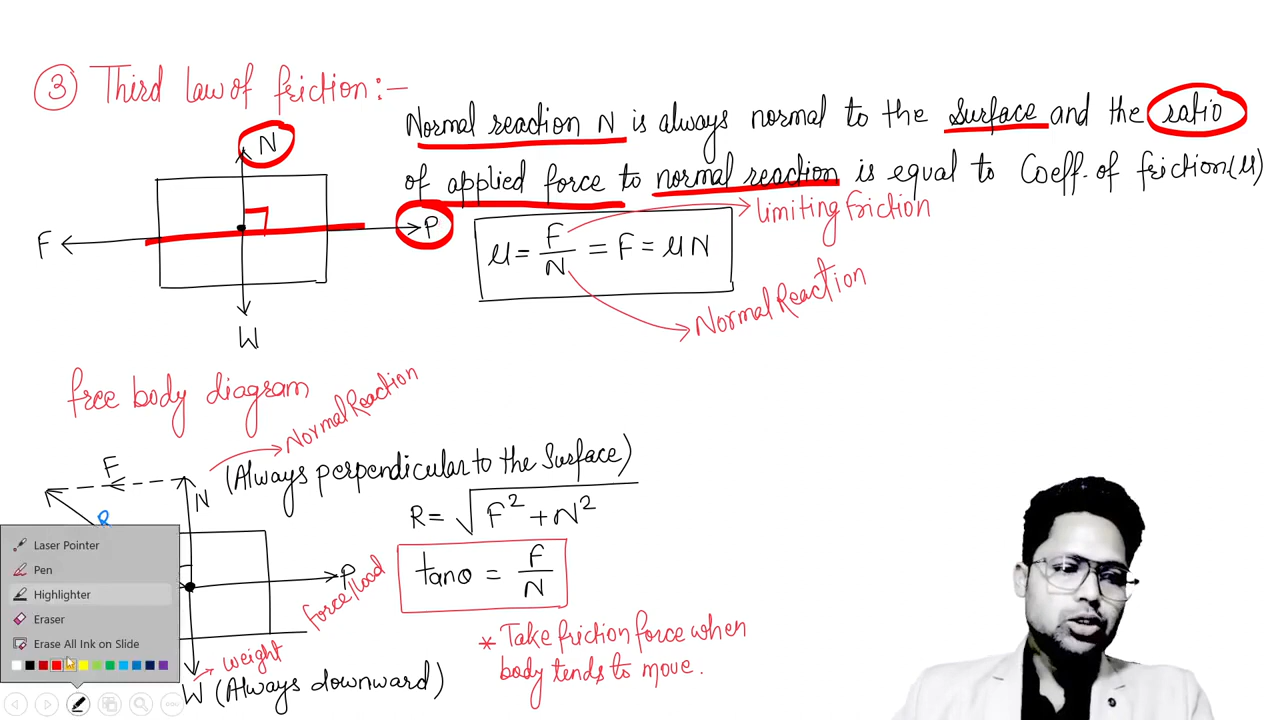 ③ Third law of friction:-
Normal reaction N is always normal to the Surface and the ratio
of applied force to normal reaction is equal to Coeff. of friction(μ)
N
F
P
W
μ = F/N = F = μN
Limiting friction
Normal Reaction
free body diagram
Normal Reaction
F
N
(Always perpendicular to the Surface)
R
R = √F² + N²
tanθ = F/N
P
Force/Load
weight
W (Always downward)
* Take friction force when
body tends to move.
Laser Pointer
Pen
Highlighter
Eraser
Erase All Ink on Slide